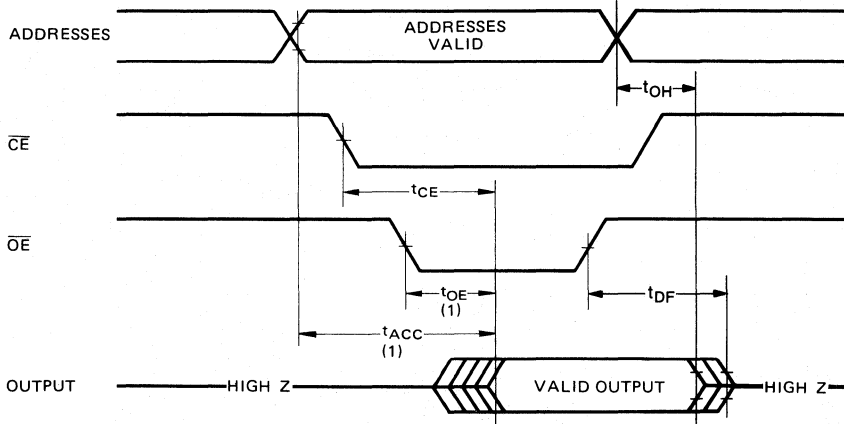 ADDRESSES
ADDRESSES
VALID
tOH
CE
tCE
OE
tOE
(1)
tDF
tACC
(1)
OUTPUT
HIGH Z
VALID OUTPUT
HIGH Z